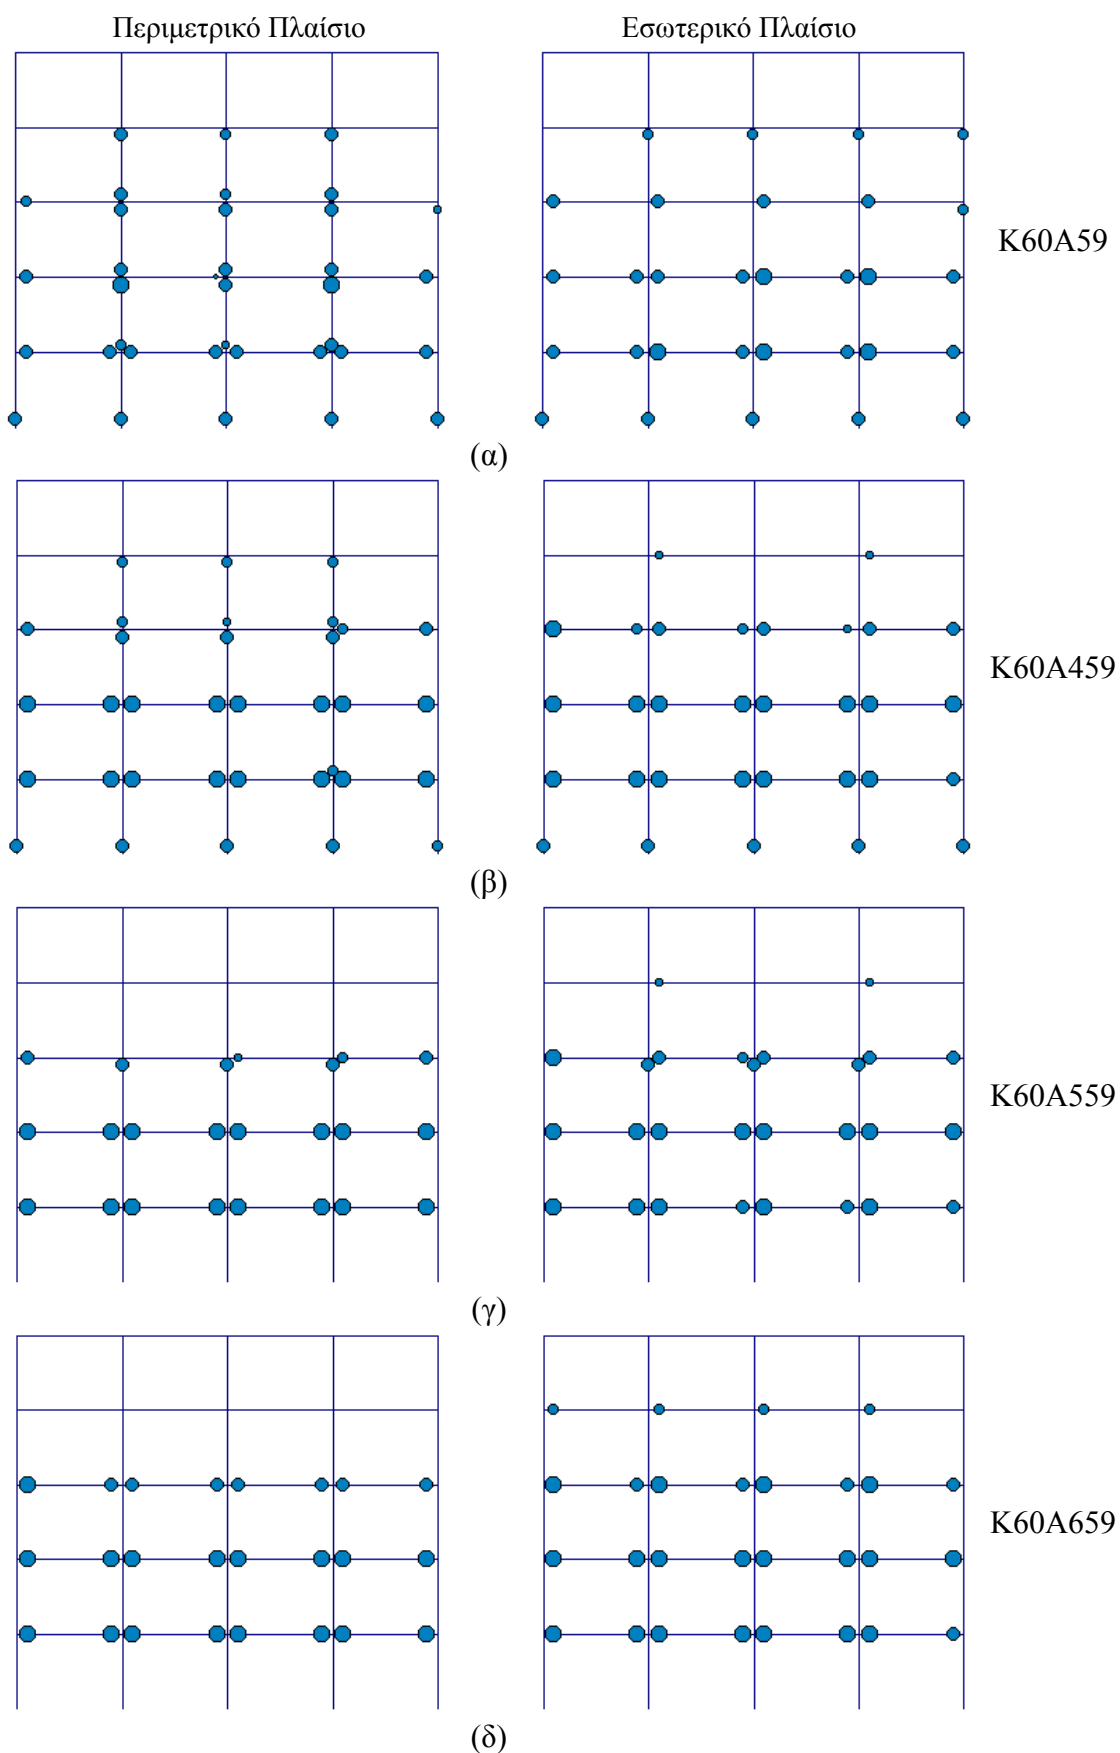 Περιμετρικό Πλαίσιο
Εσωτερικό Πλαίσιο
K60A59
(α)
K60A459
(β)
K60A559
(γ)
K60A659
(δ)